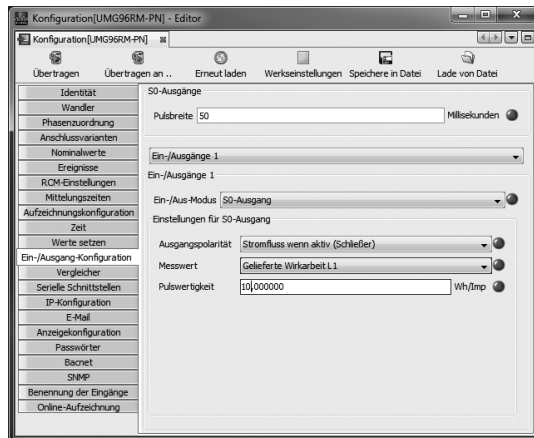 Konfiguration[UMG96RM-PN] - Editor
Konfiguration[UMG96RM-PN]
Übertragen
Übertragen an ..
Erneut laden
Werkseinstellungen
Speichere in Datei
Lade von Datei
Identität
Wandler
Phasenzuordnung
Anschlussvarianten
Nominalwerte
Ereignisse
RCM-Einstellungen
Mittelungszeiten
Aufzeichnungskonfiguration
Zeit
Werte setzen
Ein-/Ausgang-Konfiguration
Vergleicher
Serielle Schnittstellen
IP-Konfiguration
E-Mail
Anzeigekonfiguration
Passwörter
Bacnet
SNMP
Benennung der Eingänge
Online-Aufzeichnung
S0-Ausgänge
Pulsbreite 50 Millisekunden
Ein-/Ausgänge 1
Ein-/Ausgänge 1
Ein-/Aus-Modus S0-Ausgang
Einstellungen für S0-Ausgang
Ausgangspolarität Stromfluss wenn aktiv (Schließer)
Messwert Gelieferte Wirkarbeit L1
Pulswertigkeit 10,000000 Wh/Imp